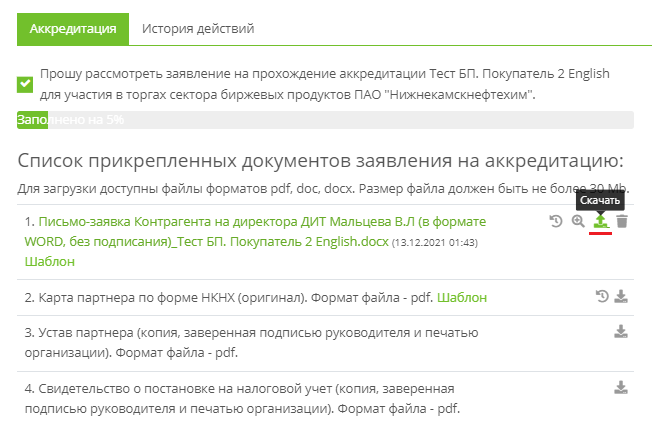 Аккредитация История действий
Прошу рассмотреть заявление на прохождение аккредитации Тест БП. Покупатель 2 English
для участия в торгах сектора биржевых продуктов ПАО "Нижнекамскнефтехим".
Заполнено на 5%
Список прикрепленных документов заявления на аккредитацию:
Для загрузки доступны файлы форматов pdf, doc, docx. Размер файла должен быть не более 30 Mb.
Скачать
1. Письмо-заявка Контрагента на директора ДИТ Мальцева В.Л (в формате
WORD, без подписания)_Тест БП. Покупатель 2 English.docx (13.12.2021 01:43)
Шаблон
2. Карта партнера по форме НКНХ (оригинал). Формат файла - pdf. Шаблон
3. Устав партнера (копия, заверенная подписью руководителя и печатью
организации). Формат файла - pdf.
4. Свидетельство о постановке на налоговой учет (копия, заверенная
подписью руководителя и печатью организации). Формат файла - pdf.